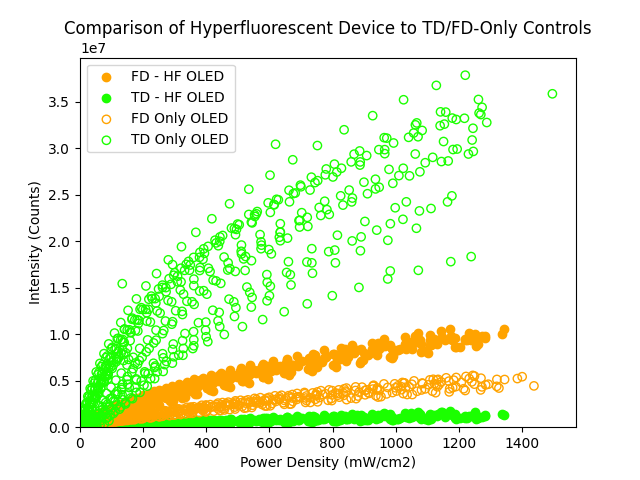 Comparison of Hyperfluorescent Device to TD/FD-Only Controls
1e7
FD - HF OLED
TD - HF OLED
FD Only OLED
TD Only OLED
3.5
3.0
2.5
2.0
1.5
1.0
0.5
0.0
Intensity (Counts)
0 200 400 600 800 1000 1200 1400
Power Density (mW/cm2)